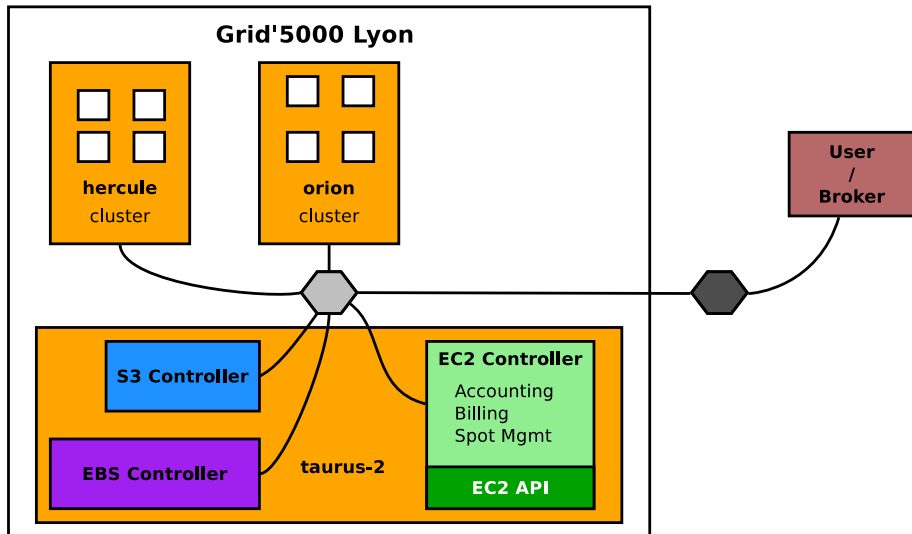 Grid'5000 Lyon
hercule
cluster
orion
cluster
User
/
Broker
S3 Controller
EBS Controller
taurus-2
EC2 Controller
Accounting
Billing
Spot Mgmt
EC2 API